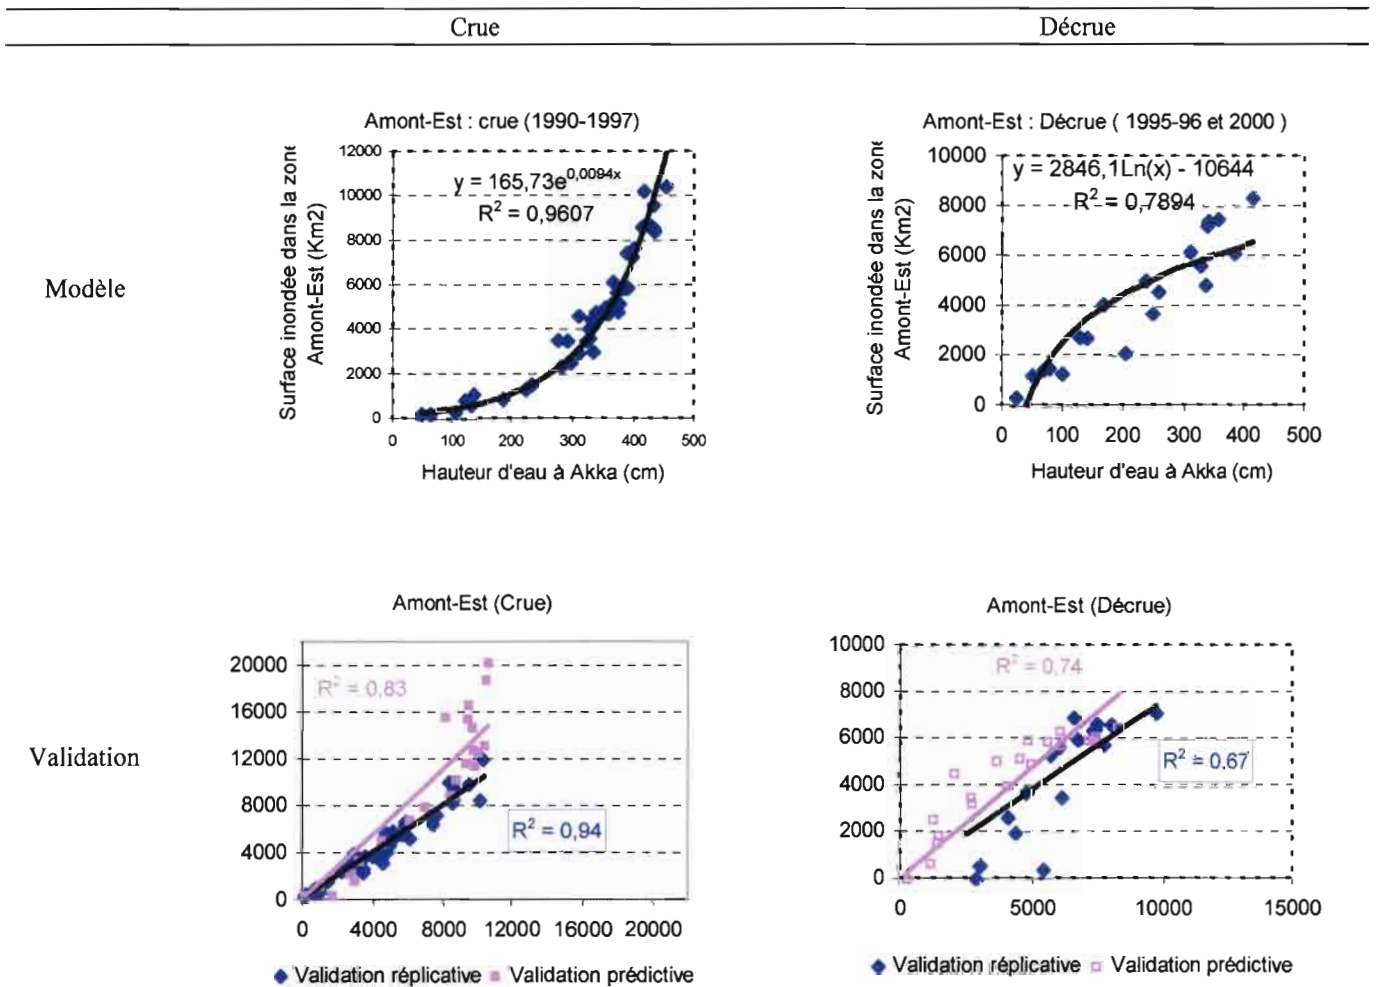 Crue Décrue
Modèle
Amont-Est : crue (1990-1997)
Surface inondée dans la zone
Amont-Est (Km2)
12000
10000
8000
6000
4000
2000
0
y = 165,73e^0,0094x
R² = 0,9607
0 100 200 300 400 500
Hauteur d'eau à Akka (cm)
Amont-Est : Décrue ( 1995-96 et 2000 )
Surface inondée dans la zone
Amont-Est (Km2)
10000
8000
6000
4000
2000
0
y = 2846,1Ln(x) - 10644
R² = 0,7894
0 100 200 300 400 500
Hauteur d'eau à Akka (cm)
Validation
Amont-Est (Crue)
20000
16000
12000
8000
4000
0
R² = 0,83
R² = 0,94
0 4000 8000 12000 16000 20000
Validation réplicative Validation prédictive
Amont-Est (Décrue)
10000
8000
6000
4000
2000
0
R² = 0,74
R² = 0.67
0 5000 10000 15000
Validation réplicative Validation prédictive